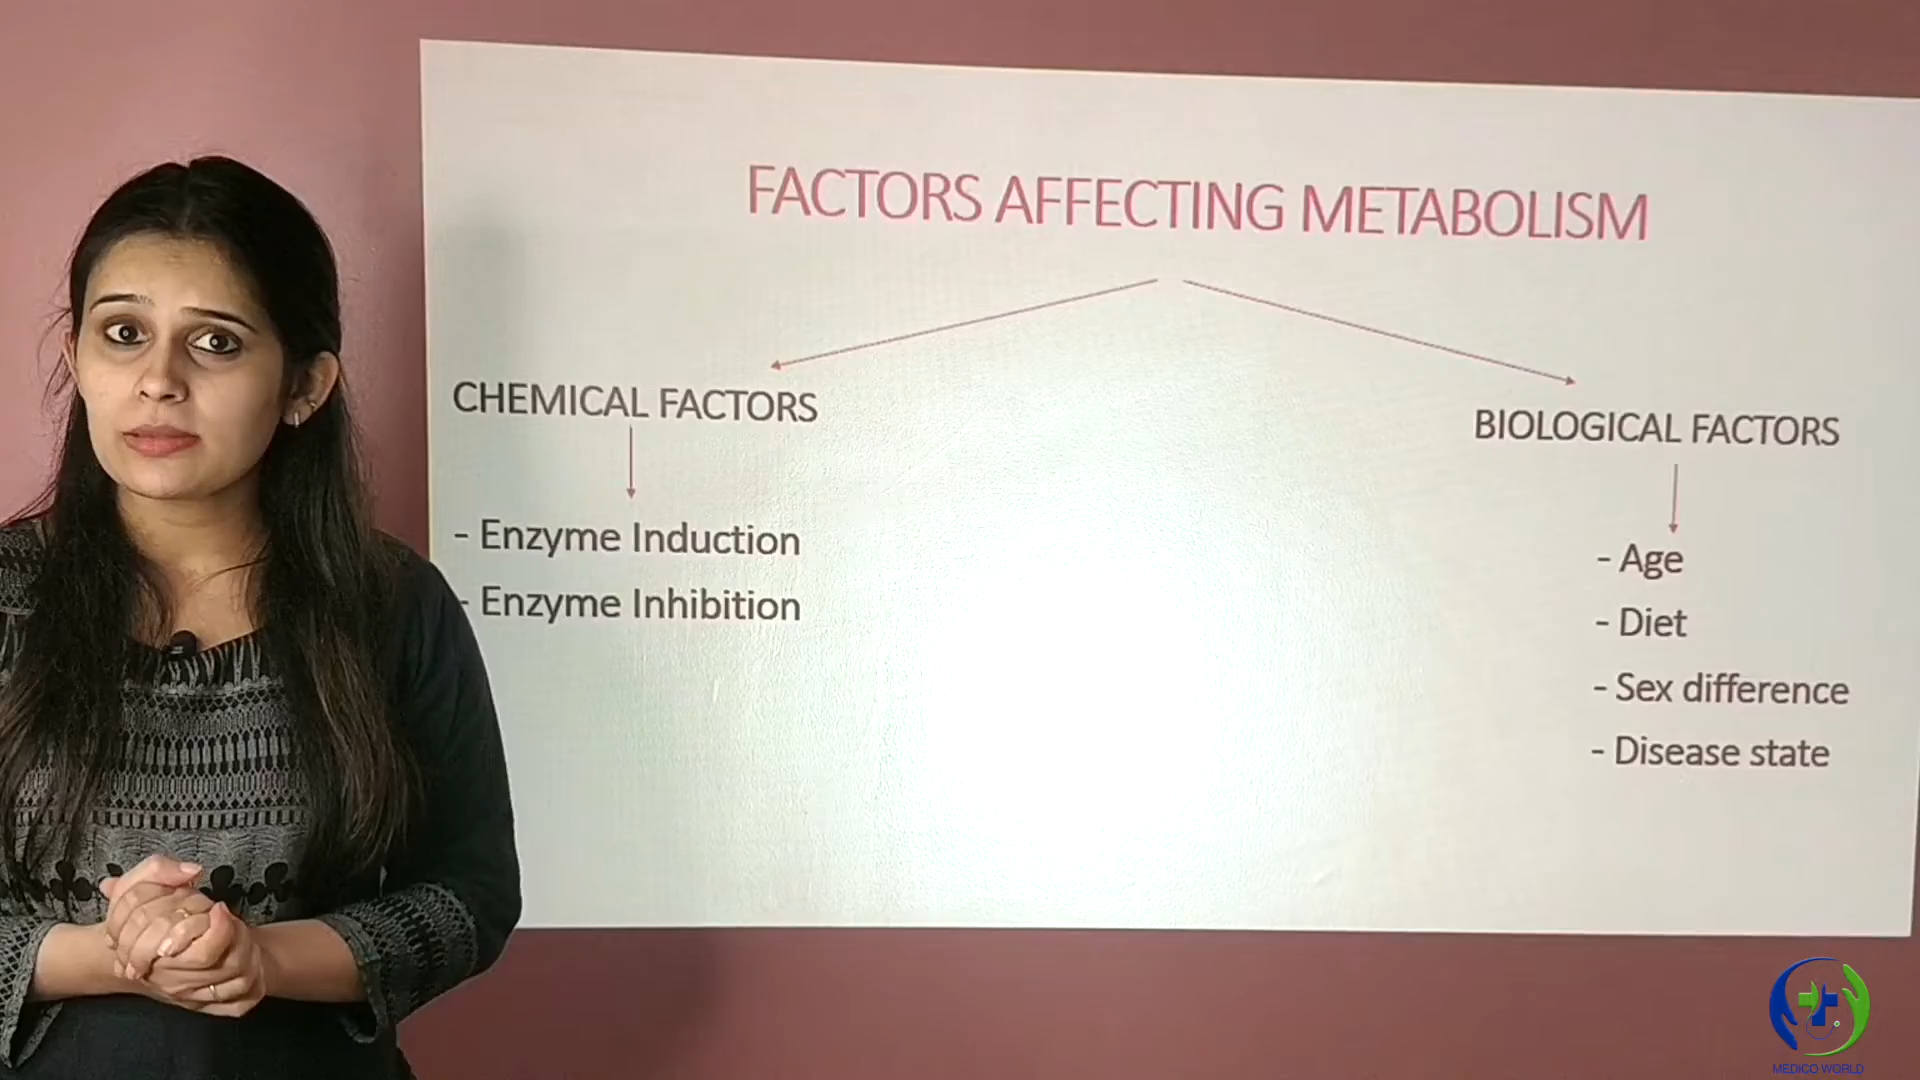 FACTORS AFFECTING METABOLISM
CHEMICAL FACTORS
- Enzyme Induction
- Enzyme Inhibition
BIOLOGICAL FACTORS
- Age
- Diet
- Sex difference
- Disease state
MEDICO WORLD